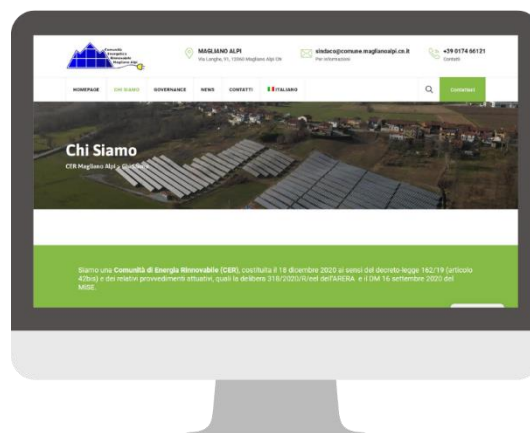 Comunità
Energetica
Rinnovabile
Magliano Alpi
MAGLIANO ALPI
Via Langhe, 91, 12060 Magliano Alpi CN
sindaco@comune.maglianoalpi.cn.it
Per informazioni
+39 0174 66121
Contatti
HOMEPAGE CHI SIAMO GOVERNANCE NEWS CONTATTI ITALIANO
Chi Siamo
CER Magliano Alpi > Chi Siamo
Siamo una Comunità di Energia Rinnovabile (CER), costituita il 18 dicembre 2020 ai sensi del decreto-legge 162/19 (articolo
42bis) e dei relativi provvedimenti attuativi, quali la delibera 318/2020/R/eel dell'ARERA e il DM 16 settembre 2020 del
MISE.